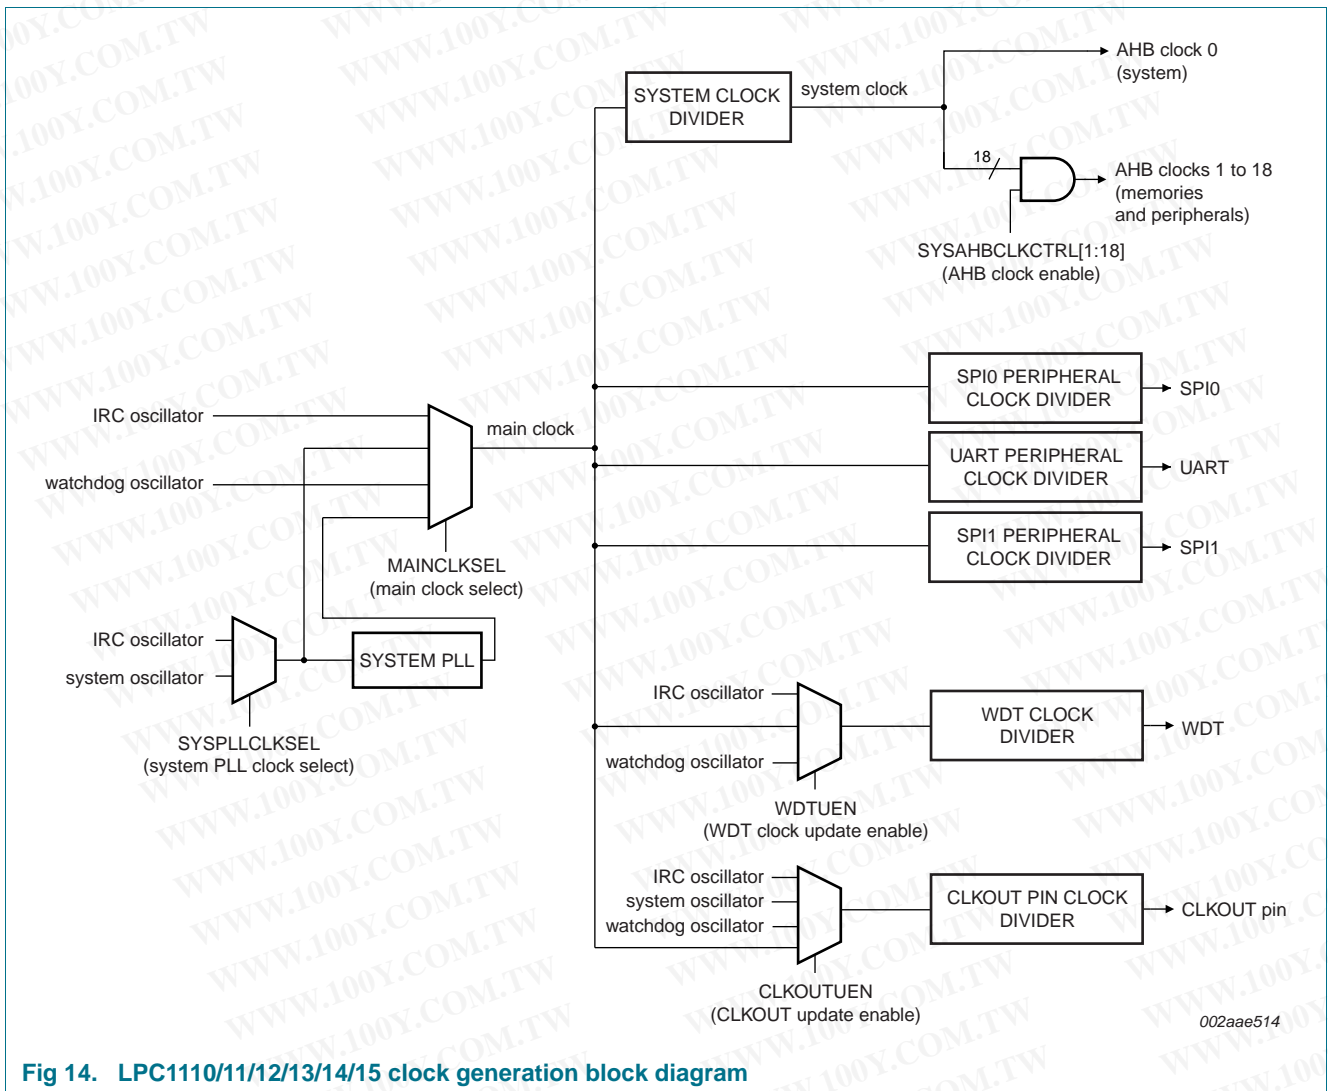 AHB clock 0
(system)
SYSTEM CLOCK
DIVIDER
system clock
18
AHB clocks 1 to 18
(memories
and peripherals)
SYSAHBCLKCTRL[1:18]
(AHB clock enable)
SPI0 PERIPHERAL
CLOCK DIVIDER
SPI0
IRC oscillator
main clock
UART PERIPHERAL
CLOCK DIVIDER
UART
watchdog oscillator
SPI1 PERIPHERAL
CLOCK DIVIDER
SPI1
MAINCLKSEL
(main clock select)
IRC oscillator
system oscillator
SYSTEM PLL
SYSPLLCLKSEL
(system PLL clock select)
IRC oscillator
watchdog oscillator
WDT CLOCK
DIVIDER
WDT
WDTUEN
(WDT clock update enable)
IRC oscillator
system oscillator
watchdog oscillator
CLKOUT PIN CLOCK
DIVIDER
CLKOUT pin
CLKOUTUEN
(CLKOUT update enable)
002aae514
Fig 14. LPC1110/11/12/13/14/15 clock generation block diagram
WWW.100Y.COM.TW